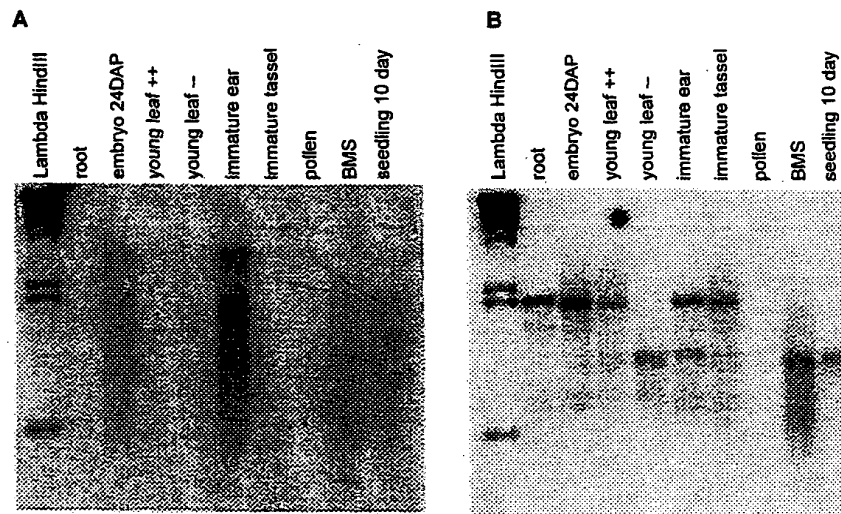 A
Lambda HindIII
root
embryo 24DAP
young leaf ++
young leaf --
Immature ear
Immature tassel
pollen
BMS
seedling 10 day
B
Lambda HindIII
root
embryo 24DAP
young leaf ++
young leaf --
immature ear
immature tassel
pollen
BMS
seedling 10 day